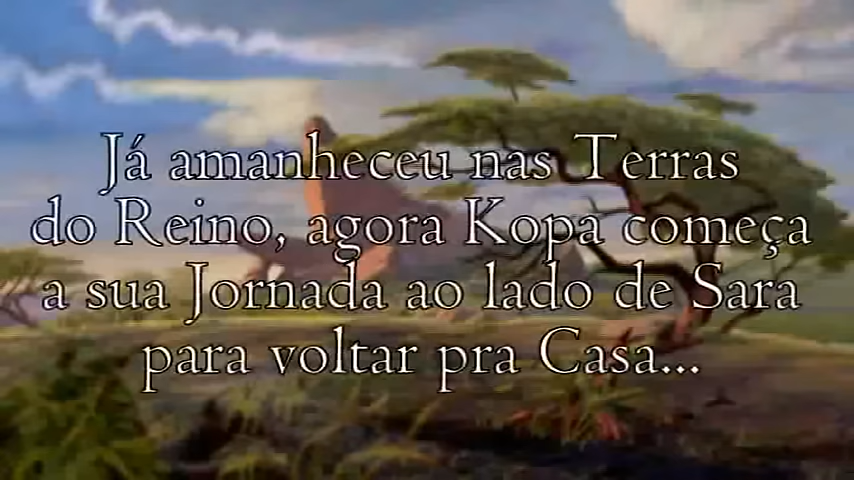 Já amanheceu nas Terras
do Reino, agora Kopa começa
a sua Jornada ao lado de Sara
para voltar pra Casa...